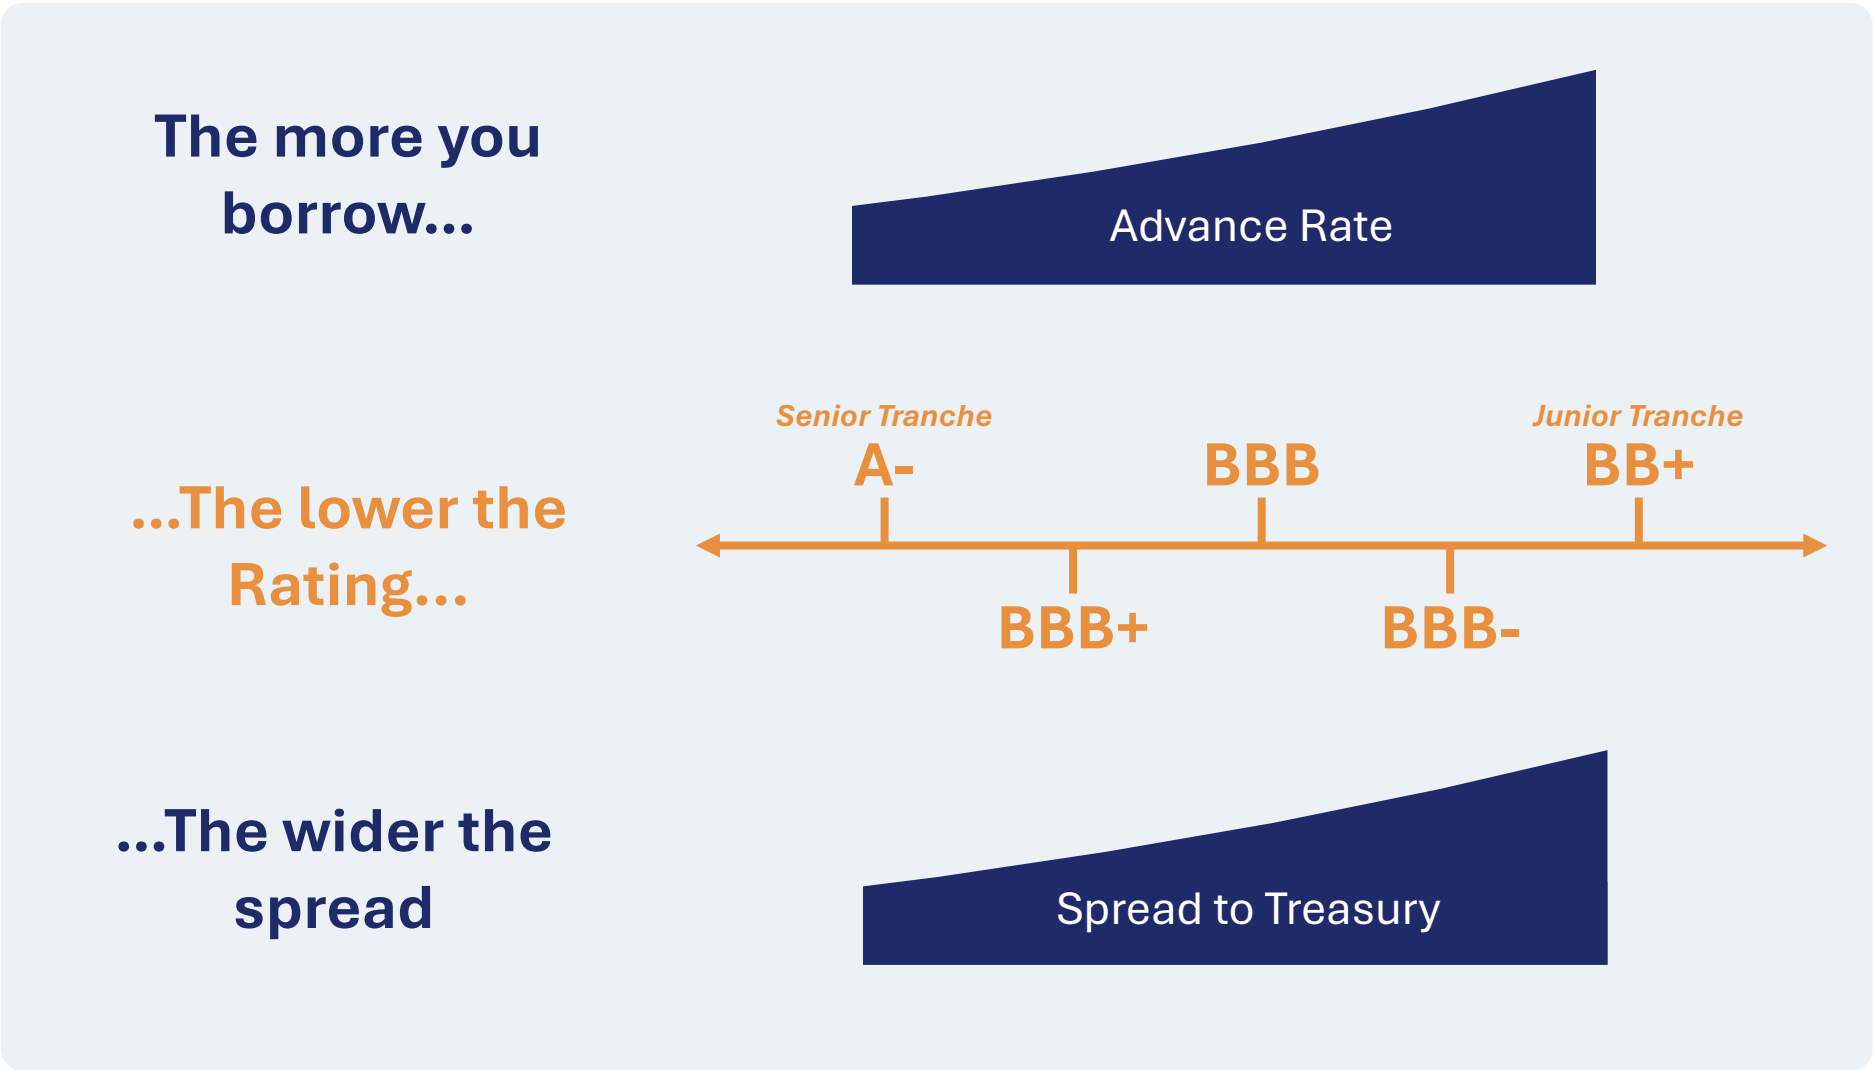 The more you
borrow...
Advance Rate
Senior Tranche
Junior Tranche
A-
BBB
BB+
...The lower the
Rating...
BBB+
BBB-
...The wider the
spread
Spread to Treasury